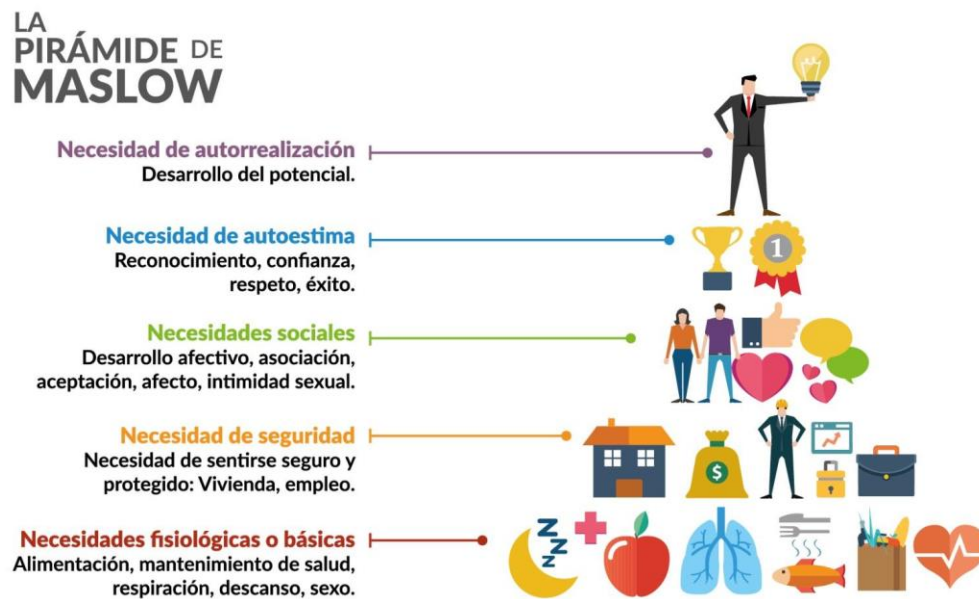 LA
PIRÁMIDE DE
MASLOW
Necesidad de autorrealización
Desarrollo del potencial.
Necesidad de autoestima
Reconocimiento, confianza,
respeto, éxito.
1
Necesidades sociales
Desarrollo afectivo, asociación,
aceptación, afecto, intimidad sexual.
Necesidad de seguridad
Necesidad de sentirse seguro y
protegido: Vivienda, empleo.
$
Necesidades fisiológicas o básicas
Alimentación, mantenimiento de salud,
respiración, descanso, sexo.
ZZZ